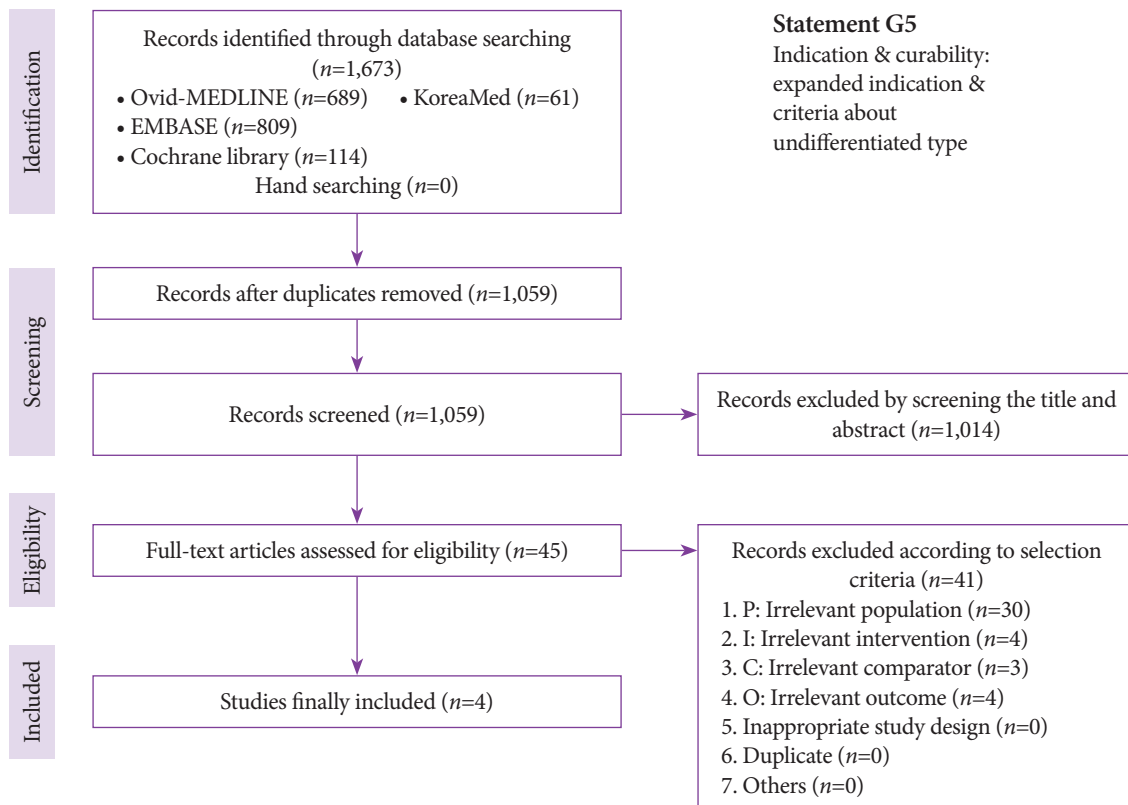 Identification
Records identified through database searching
(n=1,673)
• Ovid-MEDLINE (n=689) • KoreaMed (n=61)
• EMBASE (n=809)
• Cochrane library (n=114)
Hand searching (n=0)
Statement G5
Indication & curability:
expanded indication &
criteria about
undifferentiated type
Screening
Records after duplicates removed (n=1,059)
Records screened (n=1,059)
Records excluded by screening the title and
abstract (n=1,014)
Eligibility
Full-text articles assessed for eligibility (n=45)
Records excluded according to selection
criteria (n=41)
1. P: Irrelevant population (n=30)
2. I: Irrelevant intervention (n=4)
3. C: Irrelevant comparator (n=3)
4. O: Irrelevant outcome (n=4)
5. Inappropriate study design (n=0)
6. Duplicate (n=0)
7. Others (n=0)
Included
Studies finally included (n=4)